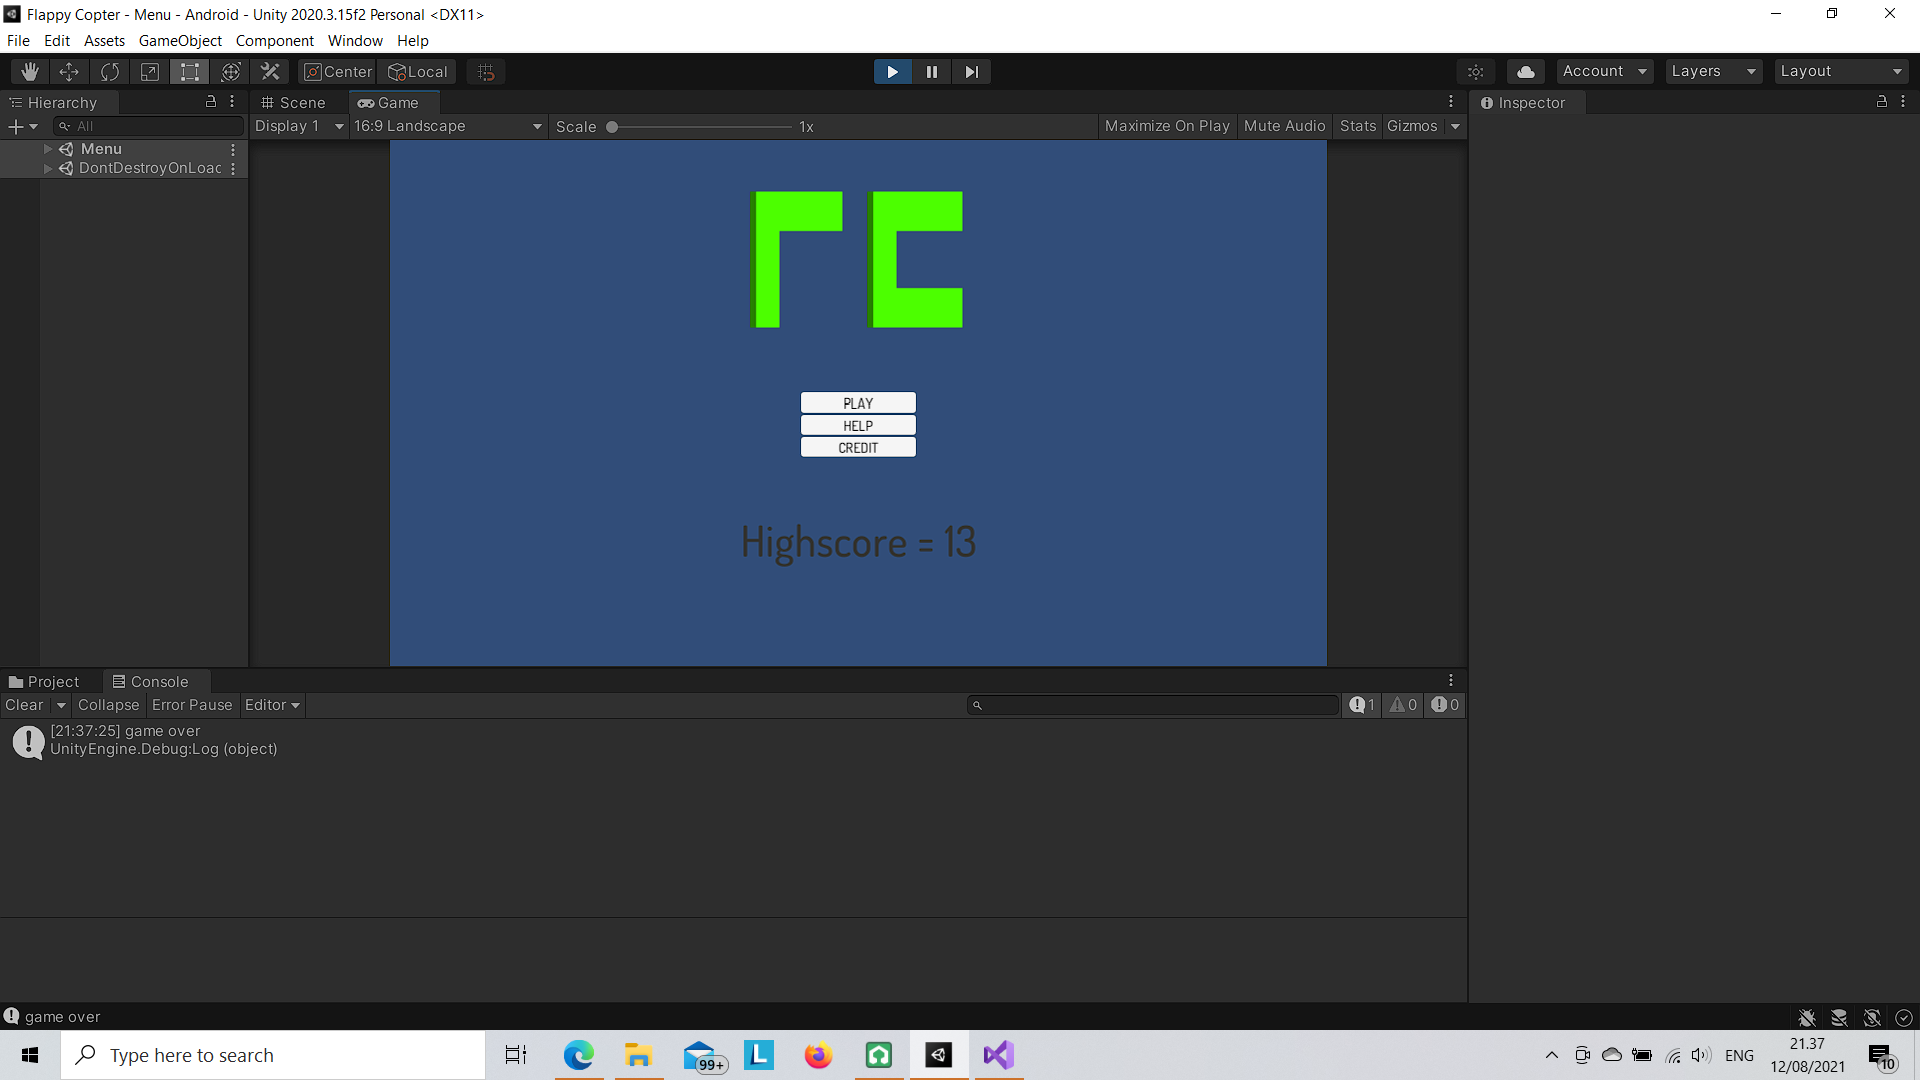 Flappy Copter - Menu - Android - Unity 2020.3.15f2 Personal <DX11>
File Edit Assets GameObject Component Window Help
Center Local Account Layers Layout
Hierarchy Scene Game Inspector
All Display 1 16:9 Landscape Scale 1x Maximize On Play Mute Audio Stats Gizmos
Menu
DontDestroyOnLoad
PLAY
HELP
CREDIT
Highscore = 13
Project Console
Clear Collapse Error Pause Editor 1 0 0
[21:37:25] game over
UnityEngine.Debug:Log (object)
game over
Type here to search 99+ L ENG 21.37
12/08/2021 10